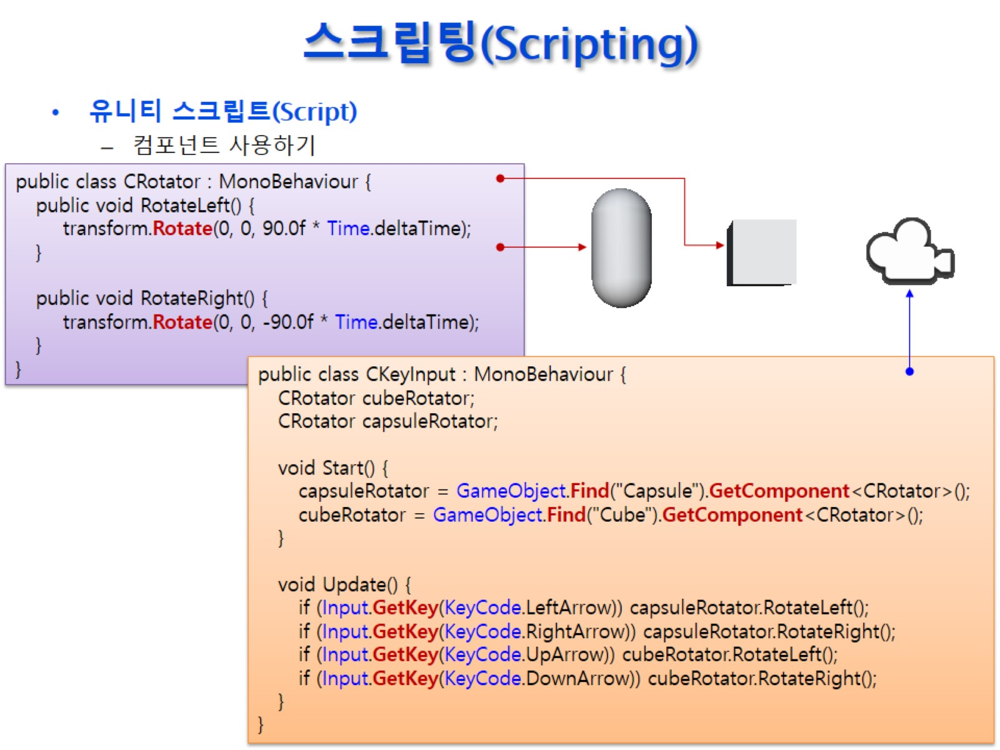 스크립팅(Scripting)
• 유니티 스크립트(Script)
– 컴포넌트 사용하기
public class CRotator : MonoBehaviour {
public void RotateLeft() {
transform.Rotate(0, 0, 90.0f * Time.deltaTime);
}
public void RotateRight() {
transform.Rotate(0, 0, -90.0f * Time.deltaTime);
}
}
public class CKeyInput : MonoBehaviour {
CRotator cubeRotator;
CRotator capsuleRotator;
void Start() {
capsuleRotator = GameObject.Find("Capsule").GetComponent<CRotator>();
cubeRotator = GameObject.Find("Cube").GetComponent<CRotator>();
}
void Update() {
if (Input.GetKey(KeyCode.LeftArrow)) capsuleRotator.RotateLeft();
if (Input.GetKey(KeyCode.RightArrow)) capsuleRotator.RotateRight();
if (Input.GetKey(KeyCode.UpArrow)) cubeRotator.RotateLeft();
if (Input.GetKey(KeyCode.DownArrow)) cubeRotator.RotateRight();
}
}